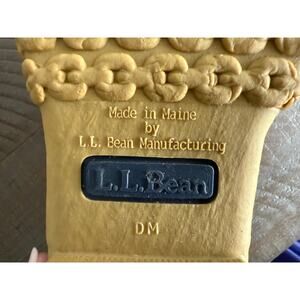 Made in Maine
by
L.L. Bean Manufacturing
L.L.Bean
DM